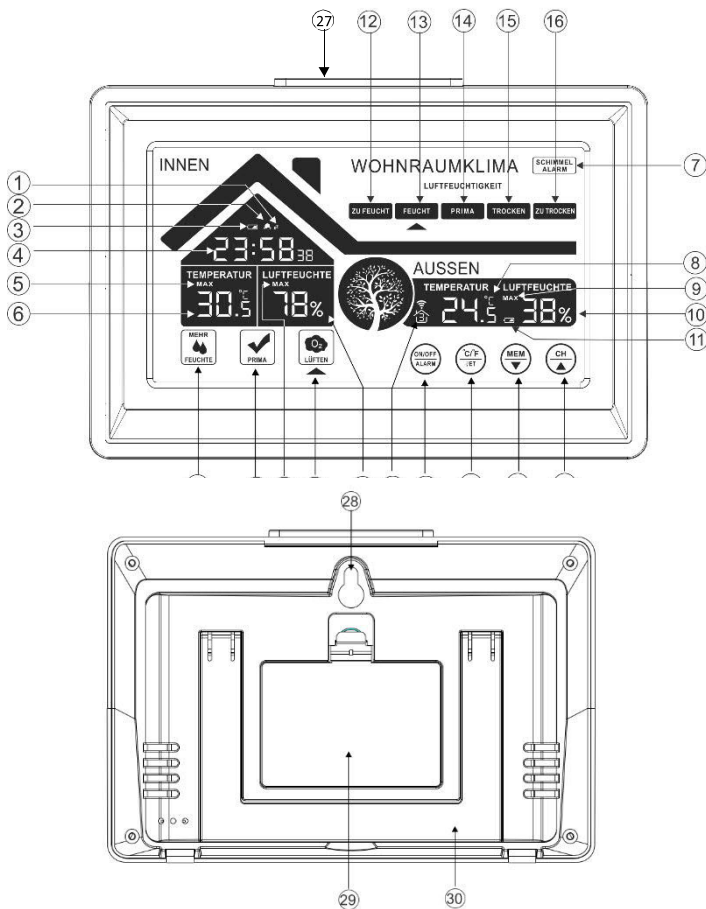 27
12 13 14 15 16
INNEN
WOHNRAUMKLIMA
SCHIMMEL
ALARM
7
LUFTFEUCHTIGKEIT
1
2
3
4
5
6
ZU FEUCHT FEUCHT PRIMA TROCKEN ZU TROCKEN
23:58 38
AUSSEN
8
9
10
11
TEMPERATUR LUFTFEUCHTE
MAX MAX
30.5 °C 78%
TEMPERATUR LUFTFEUCHTE
MAX
24.5 °C 38%
3
MEHR
FEUCHTE
PRIMA
O2
LÜFTEN
ON/OFF
ALARM
°C/°F
MEM
CH
28
29
30